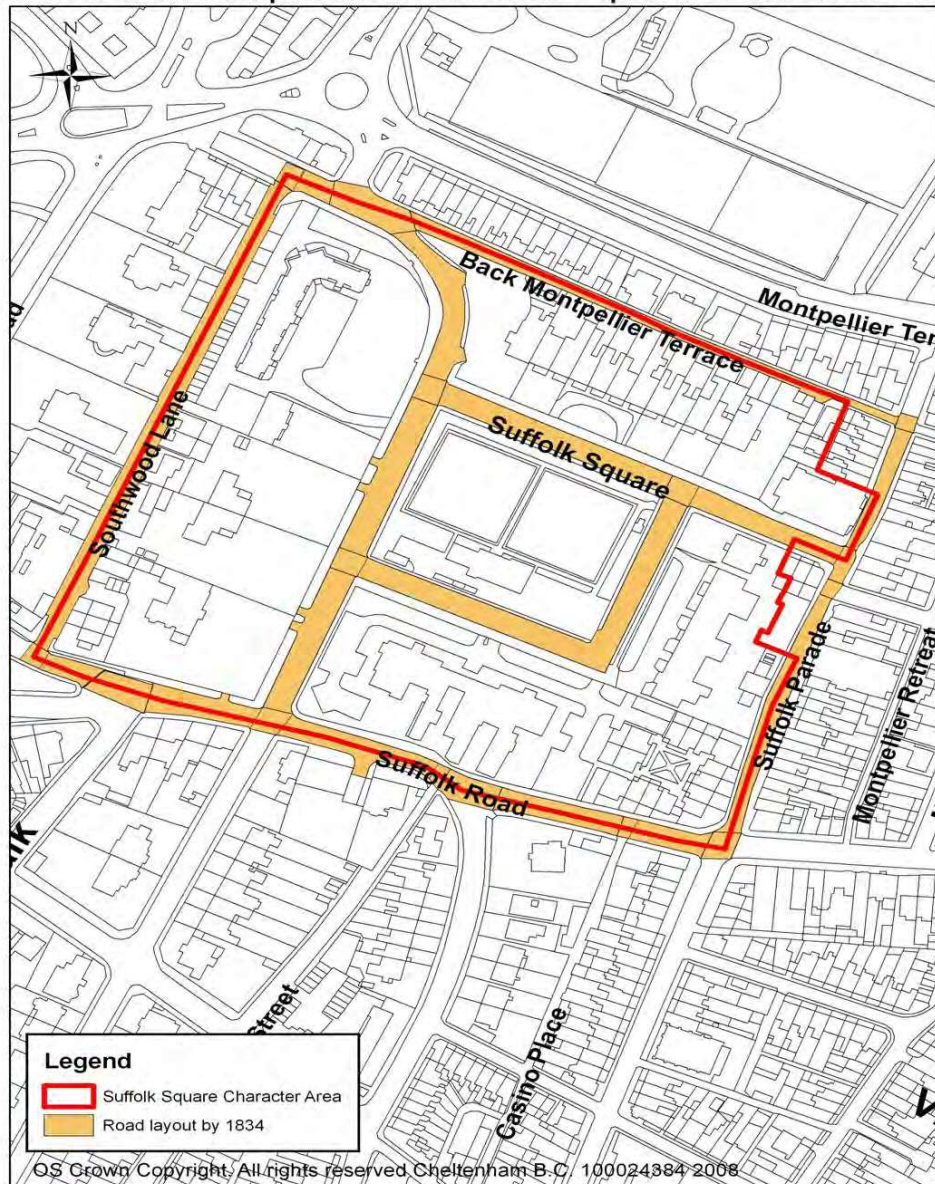 N
Back Montpellier Terrace
Montpellier Ter
Suffolk Square
Southwood Lane
Suffolk Parade
Montpellier Retreat
Suffolk Road
Street
Casino Place
Legend
Suffolk Square Character Area
Road layout by 1834
OS Crown Copyright. All rights reserved Cheltenham B.C. 100024384 2008